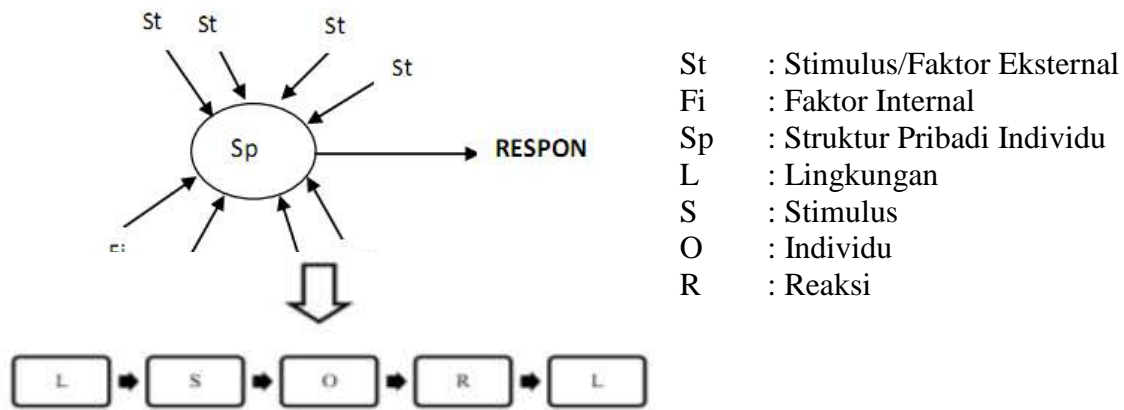 St St St
St
Sp
RESPON
St : Stimulus/Faktor Eksternal
Fi : Faktor Internal
Sp : Struktur Pribadi Individu
L : Lingkungan
S : Stimulus
O : Individu
R : Reaksi
L S O R L